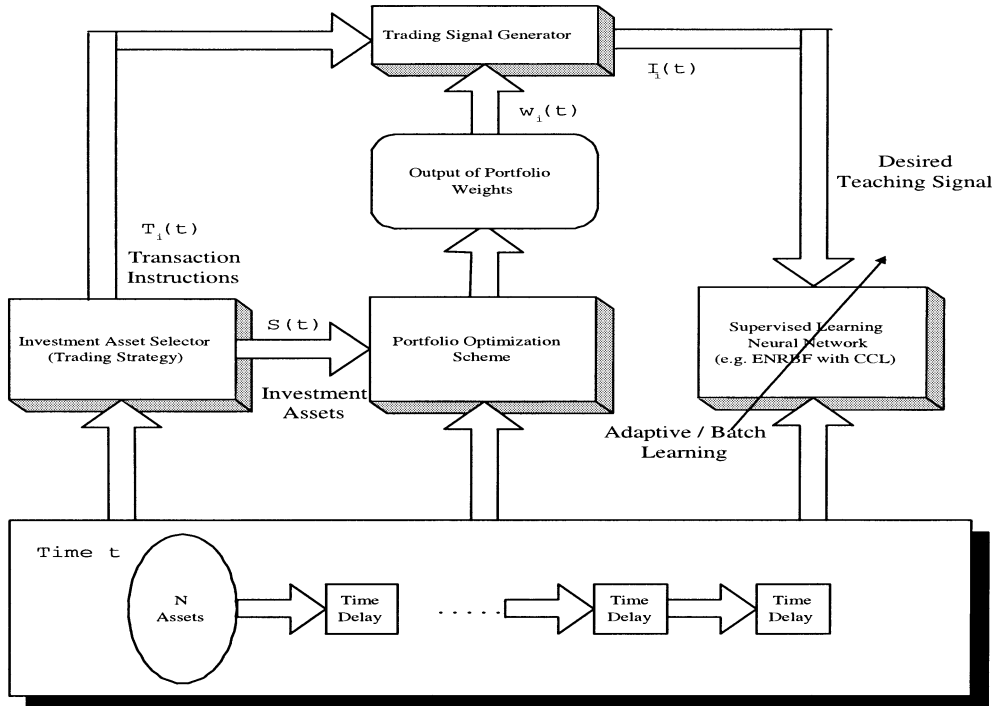 Trading Signal Generator
I_i(t)
w_i(t)
Output of Portfolio
Weights
Desired
Teaching Signal
T_i(t)
Transaction
Instructions
Investment Asset Selector
(Trading Strategy)
S(t)
Investment
Assets
Portfolio Optimization
Scheme
Supervised Learning
Neural Network
(e.g. ENRBF with CCL)
Adaptive / Batch
Learning
Time t
N
Assets
Time
Delay
. . . . .
Time
Delay
Time
Delay